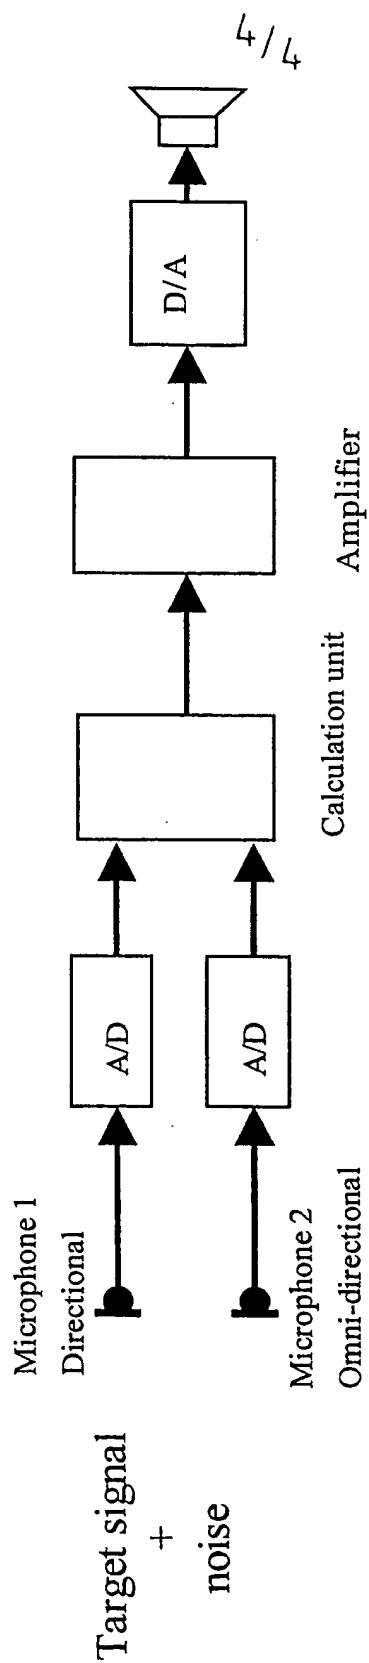 Target signal
+
noise
Microphone 1
Directional
Microphone 2
Omni-directional
A/D
A/D
Calculation unit
Amplifier
D/A
4/4